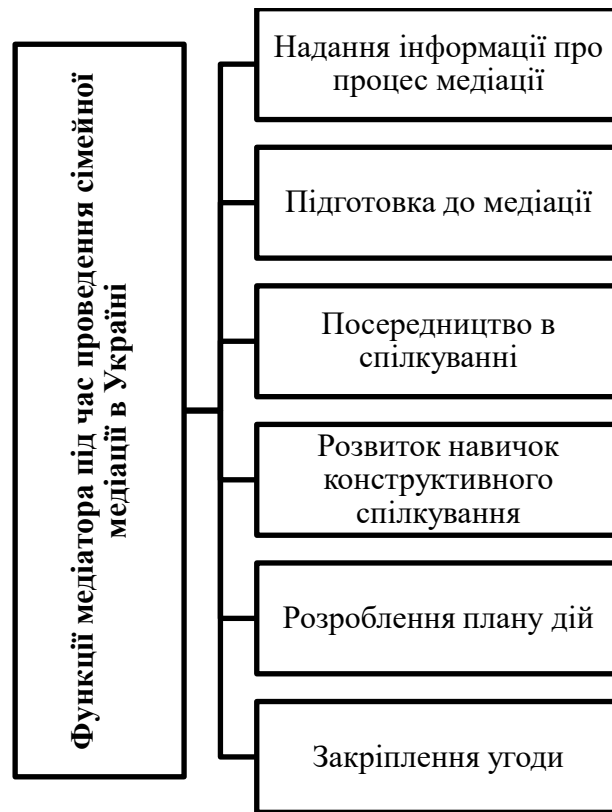 Функції медіатора під час проведення сімейної
медіації в Україні
Надання інформації про
процес медіації
Підготовка до медіації
Посередництво в
спілкуванні
Розвиток навичок
конструктивного
спілкування
Розроблення плану дій
Закріплення угоди